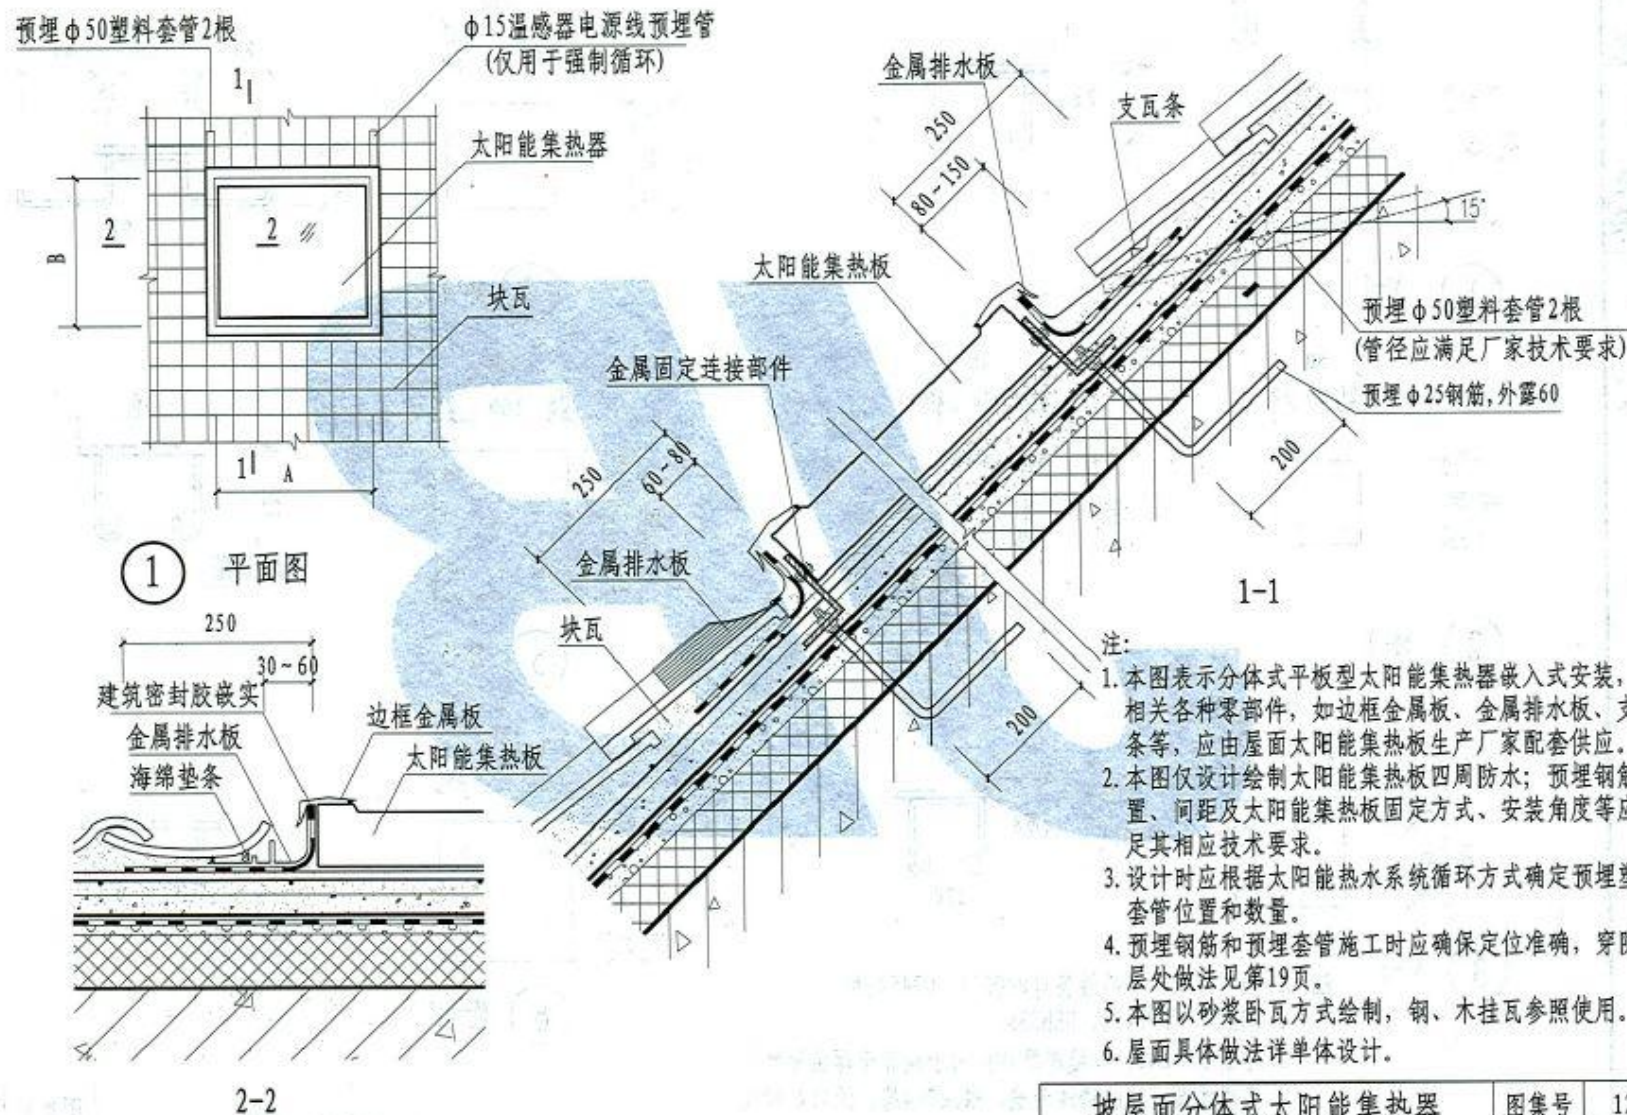 预埋φ50塑料套管2根
φ15温感器电源线预埋管
(仅用于强制循环)
太阳能集热器
块瓦
1
1
2
2
B
A
① 平面图
金属排水板
支瓦条
250
80~150
太阳能集热板
15°
预埋φ50塑料套管2根
(管径应满足厂家技术要求)
预埋φ25钢筋,外露60
200
金属固定连接部件
250
60~80
金属排水板
块瓦
200
1-1
250
30~60
建筑密封胶嵌实
金属排水板
海绵垫条
边框金属板
太阳能集热板
2-2
注:
1. 本图表示分体式平板型太阳能集热器嵌入式安装,
相关各种零部件, 如边框金属板、金属排水板、支
条等, 应由屋面太阳能集热板生产厂家配套供应。
2. 本图仅设计绘制太阳能集热板四周防水; 预埋钢筋
置、间距及太阳能集热板固定方式、安装角度等应
足其相应技术要求。
3. 设计时应根据太阳能热水系统循环方式确定预埋塑
套管位置和数量。
4. 预埋钢筋和预埋套管施工时应确保定位准确, 穿防
层处做法见第19页。
5. 本图以砂浆卧瓦方式绘制, 钢、木挂瓦参照使用。
6. 屋面具体做法详单体设计。
坡屋面分体式太阳能集热器
图集号